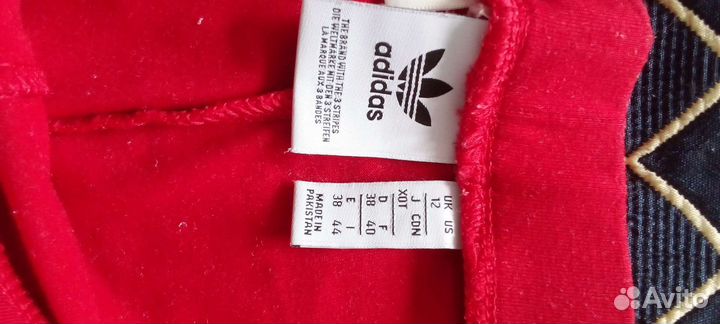 adidas
THE BRAND WITH THE 3 STRIPES
DIE WELTMARKE MIT DEN 3 STREIFEN
LA MARQUE AUX 3 BANDES
UK US
12
J CDN
XOT
D F
38 40
E I
38 44
MADE IN
PAKISTAN
Avito